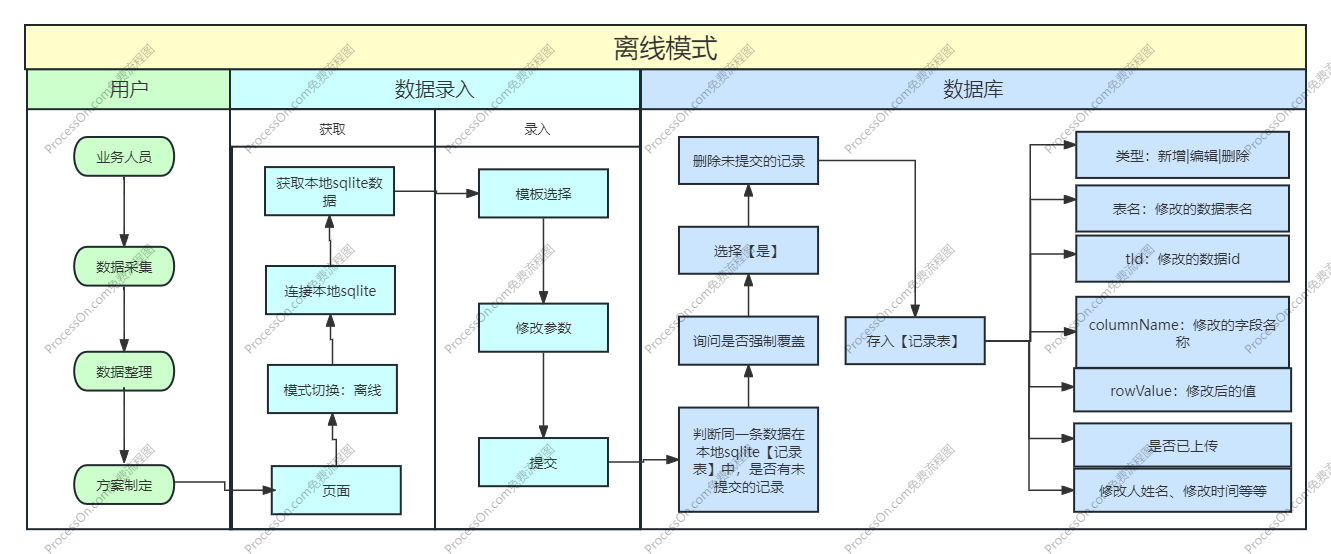 离线模式
用户
数据录入
数据库
获取
录入
业务人员
数据采集
数据整理
方案制定
获取本地sqlite数
据
连接本地sqlite
模式切换：离线
页面
模板选择
修改参数
提交
删除未提交的记录
选择【是】
询问是否强制覆盖
判断同一条数据在
本地sqlite【记录
表】中，是否有未
提交的记录
存入【记录表】
类型：新增|编辑|删除
表名：修改的数据表名
tId：修改的数据id
columnName：修改的字段名
称
rowValue：修改后的值
是否已上传
修改人姓名、修改时间等等
ProcessOn.com免费流程图